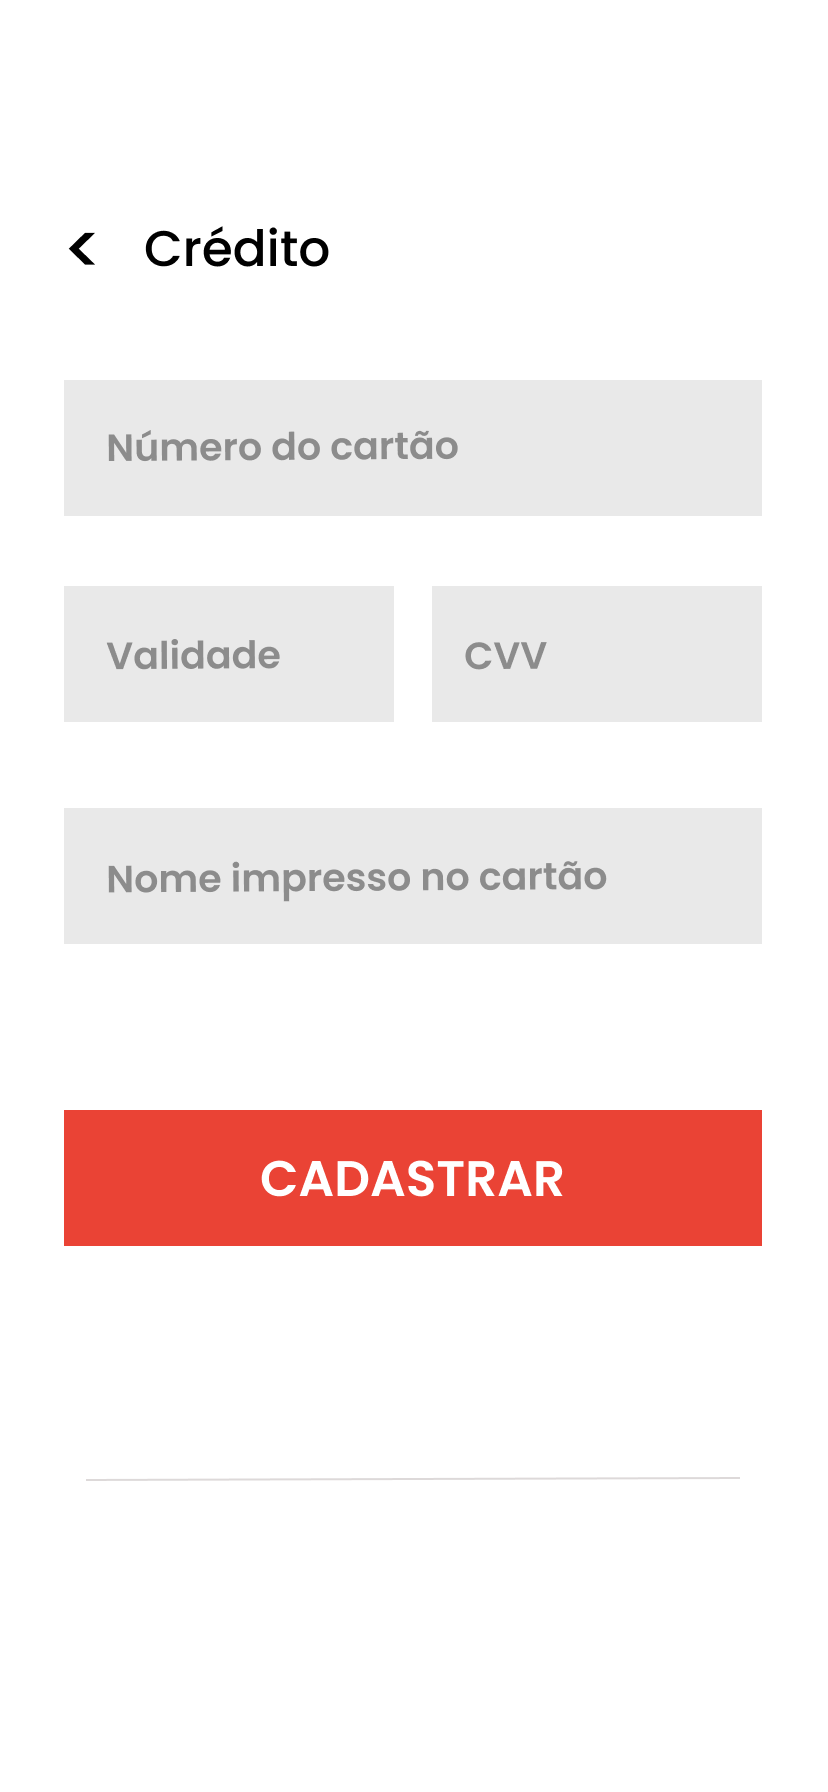 < Crédito
Número do cartão
Validade
CVV
Nome impresso no cartão
CADASTRAR